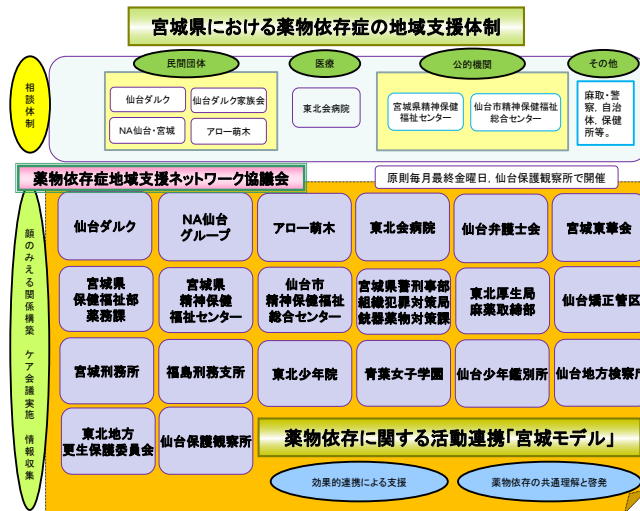 宮城県における薬物依存症の地域支援体制
民間団体
医療
公的機関
その他
相談体制
仙台ダルク
仙台ダルク家族会
NA仙台・宮城
アロー萌木
東北会病院
宮城県精神保健
福祉センター
仙台市精神保健福祉
総合センター
麻取・警
察、自治
体、保健
所等。
薬物依存症地域支援ネットワーク協議会
原則毎月最終金曜日、仙台保護観察所で開催
顔のみえる関係構築 ケア会議実施 情報収集
仙台ダルク
NA仙台
グループ
アロー萌木
東北会病院
仙台弁護士会
宮城東華会
宮城県
保健福祉部
薬務課
宮城県
精神保健
福祉センター
仙台市
精神保健福祉
総合センター
宮城県警刑事部
組織犯罪対策局
銃器薬物対策課
東北厚生局
麻薬取締部
仙台矯正管区
宮城刑務所
福島刑務支所
東北少年院
青葉女子学園
仙台少年鑑別所
仙台地方検察庁
東北地方
更生保護委員会
仙台保護観察所
薬物依存に関する活動連携「宮城モデル」
効果的連携による支援
薬物依存の共通理解と啓発